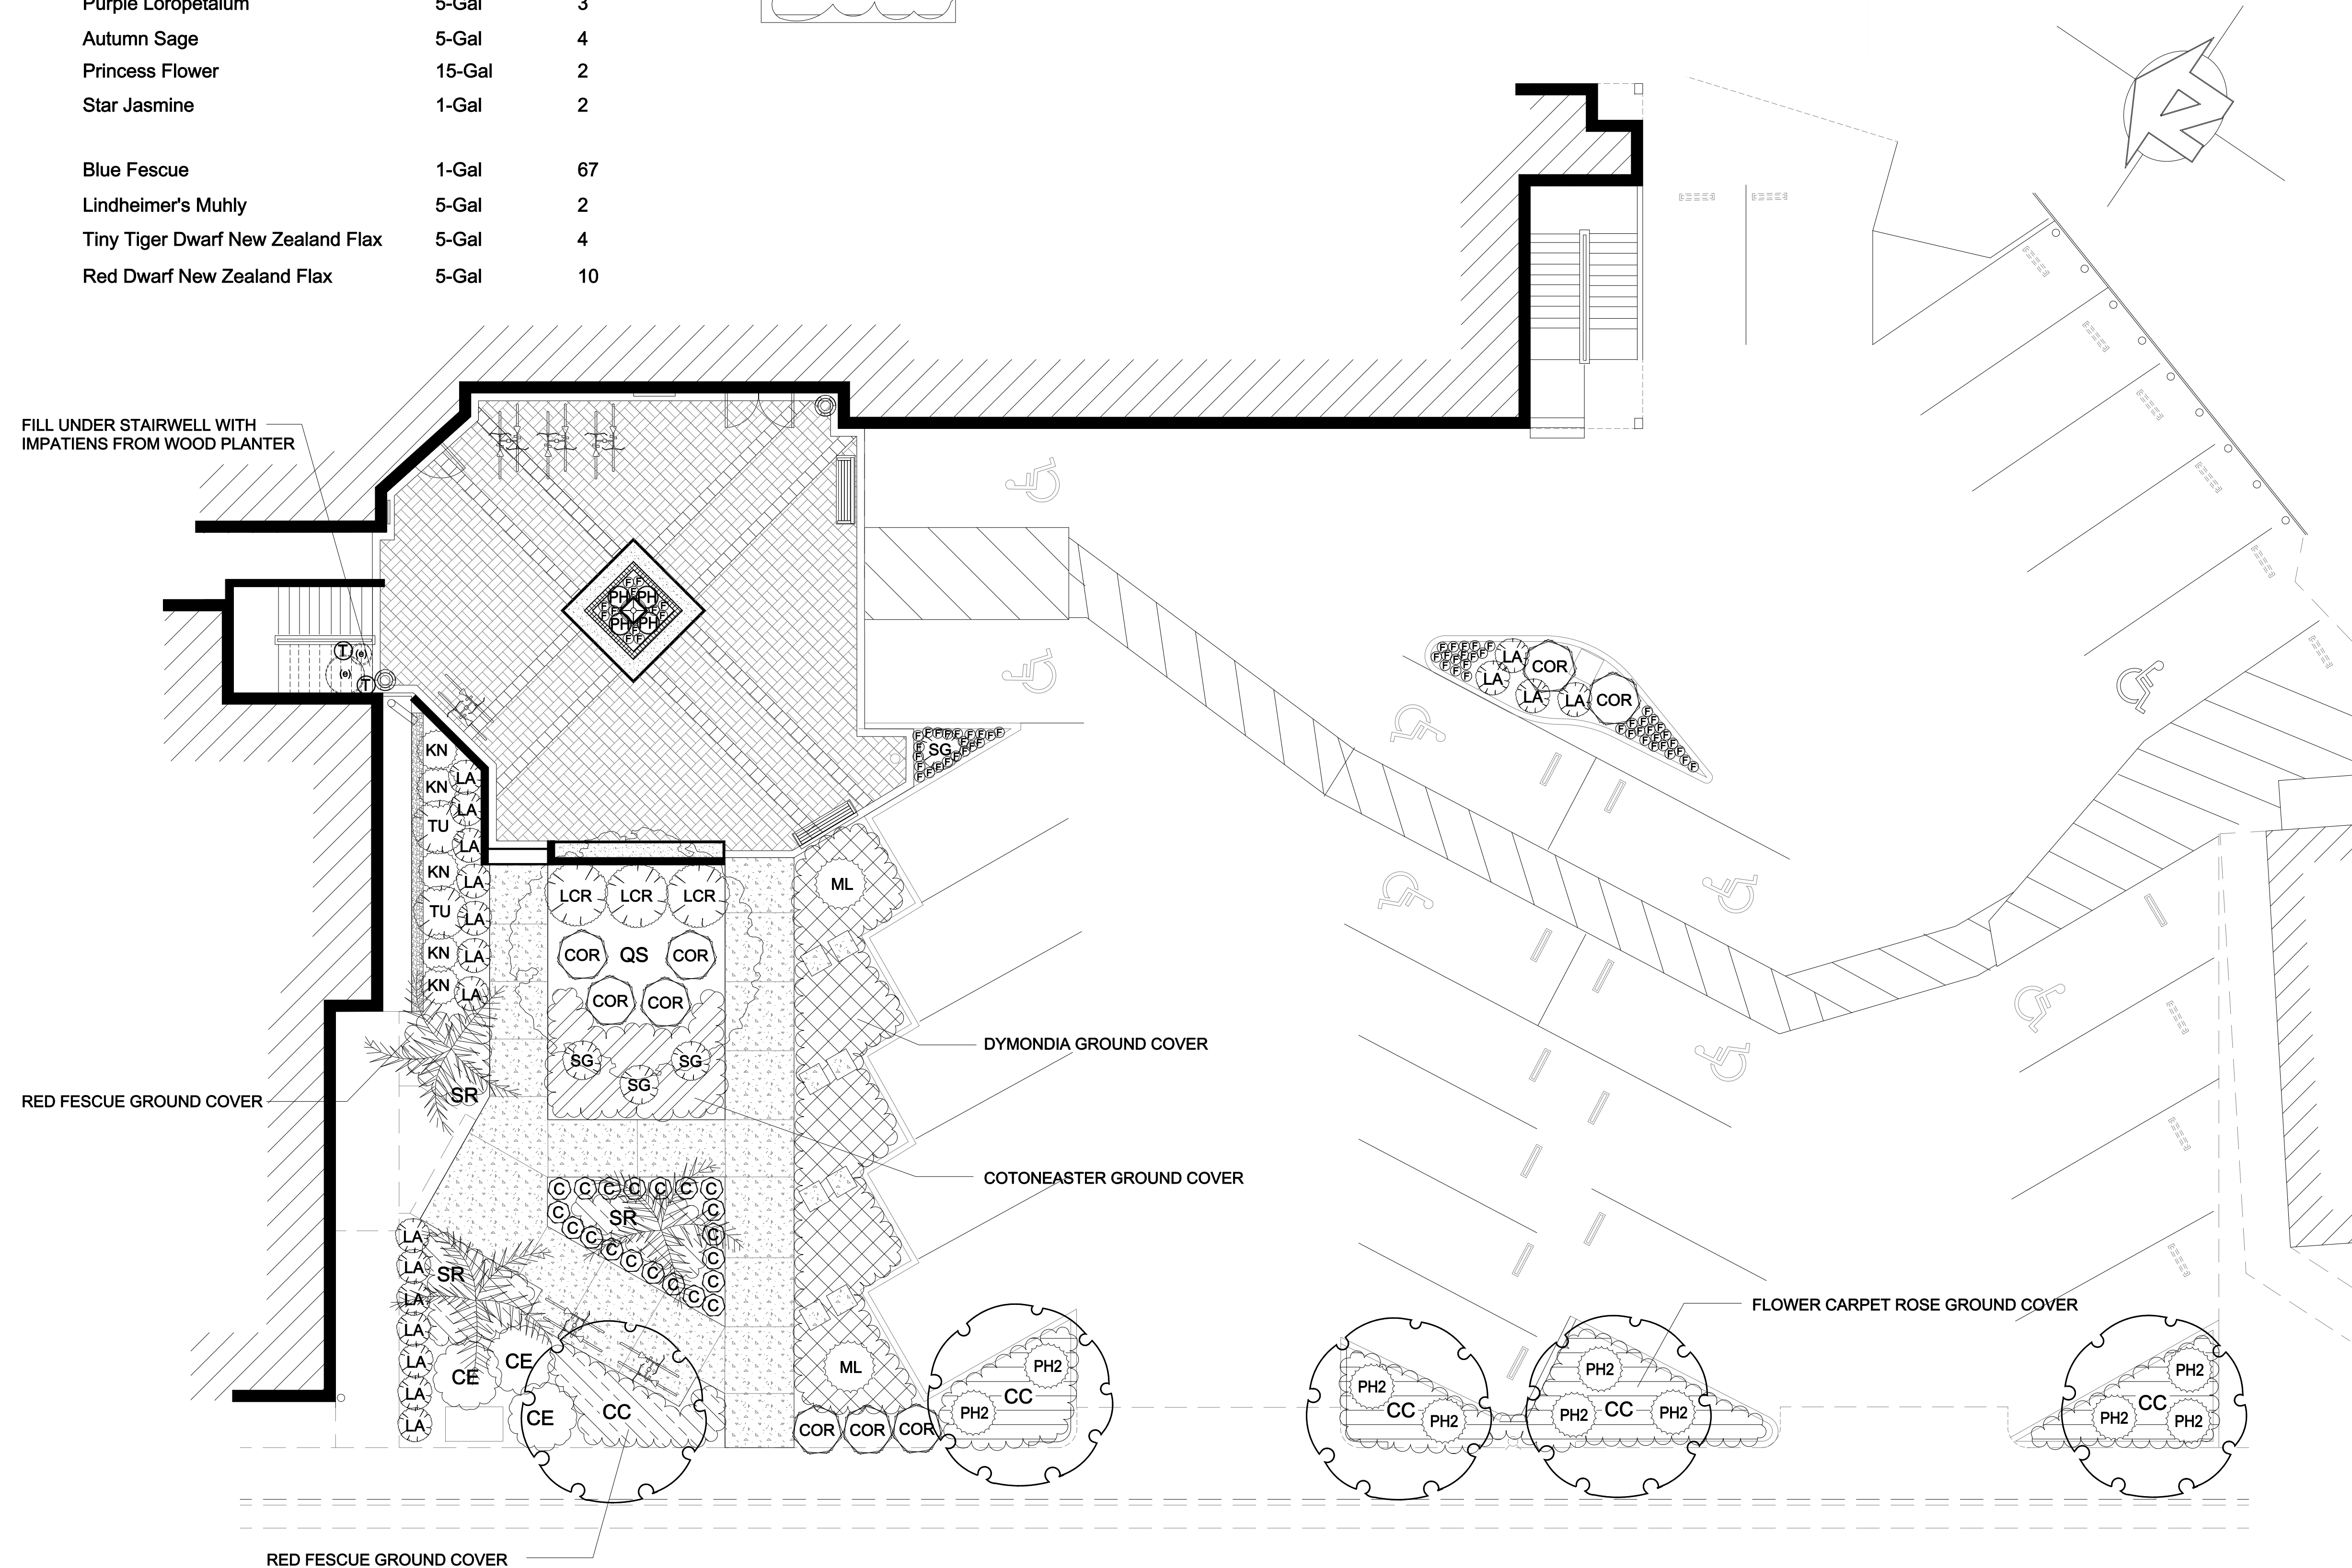 Purple Loropetalum 5-Gal 3
Autumn Sage 5-Gal 4
Princess Flower 15-Gal 2
Star Jasmine 1-Gal 2
Blue Fescue 1-Gal 67
Lindheimer's Muhly 5-Gal 2
Tiny Tiger Dwarf New Zealand Flax 5-Gal 4
Red Dwarf New Zealand Flax 5-Gal 10
FILL UNDER STAIRWELL WITH
IMPATIENS FROM WOOD PLANTER
PH PH
PH PH
T (e)
(e) T
F F F F F F
LA COR
LA LA LA COR
F F F F F F
SG
KN LA
KN LA
TU LA
KN LA
TU LA
KN LA
KN LA
LCR LCR LCR
ML
COR QS COR
COR COR
SG SG SG
DYMONDIA GROUND COVER
SR
RED FESCUE GROUND COVER
COTONEASTER GROUND COVER
C C C C C C C
C SR C
C C C C C C C C C C C
LA
LA SR
LA
LA
LA CE CE
LA CE CC
LA
FLOWER CARPET ROSE GROUND COVER
ML
COR COR COR
PH2 CC PH2
PH2 CC PH2
PH2 PH2 CC PH2
PH2 CC PH2 PH2
RED FESCUE GROUND COVER